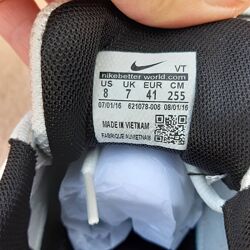 VT
nikebetterworld.com
US UK EUR CM
8 7 41 255
07/01/16 621078-006 08/01/16
MADE IN VIETNAM
FABRIQUÉ AU VIETNAM